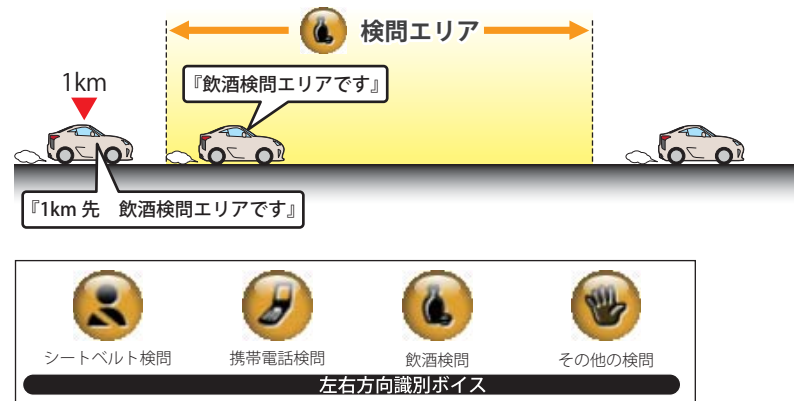 検問エリア
1km
『飲酒検問エリアです』
『1km 先　飲酒検問エリアです』
シートベルト検問
携帯電話検問
飲酒検問
その他の検問
左右方向識別ボイス